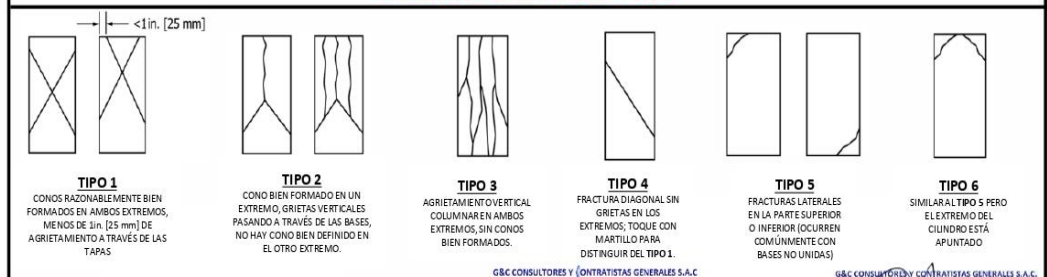 <1in. [25 mm]
TIPO 1
CONOS RAZONABLEMENTE BIEN
FORMADOS EN AMBOS EXTREMOS,
MENOS DE 1in. [25 mm] DE
AGRIETAMIENTO A TRAVÉS DE LAS
TAPAS
TIPO 2
CONO BIEN FORMADO EN UN
EXTREMO, GRIETAS VERTICALES
PASANDO A TRAVÉS DE LAS BASES,
NO HAY CONO BIEN DEFINIDO EN
EL OTRO EXTREMO.
TIPO 3
AGRIETAMIENTO VERTICAL
COLUMNAR EN AMBOS
EXTREMOS, SIN CONOS
BIEN FORMADOS.
TIPO 4
FRACTURA DIAGONAL SIN
GRIETAS EN LOS
EXTREMOS; TOQUE CON
MARTILLO PARA
DISTINGUIR DEL TIPO 1.
TIPO 5
FRACTURAS LATERALES
EN LA PARTE SUPERIOR
O INFERIOR (OCURREN
COMÚNMENTE CON
BASES NO UNIDAS)
TIPO 6
SIMILAR AL TIPO 5 PERO
EL EXTREMO DEL
CILINDRO ESTÁ
APUNTADO
G&C CONSULTORES Y CONTRATISTAS GENERALES S.A.C
G&C CONSULTORES Y CONTRATISTAS GENERALES S.A.C.